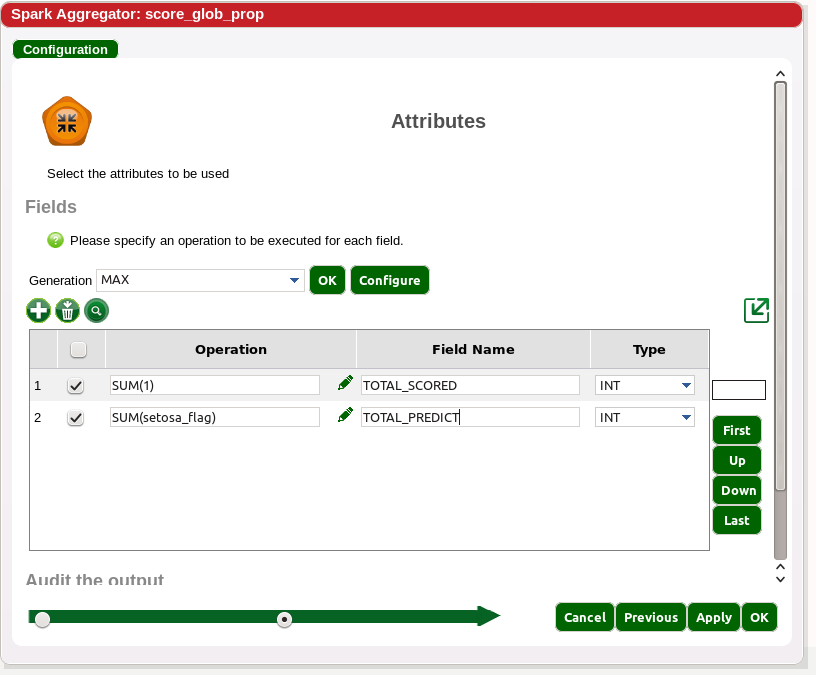 Spark Aggregator: score_glob_prop
Configuration
Attributes
Select the attributes to be used
Fields
? Please specify an operation to be executed for each field.
Generation MAX OK Configure
Operation Field Name Type
1 SUM(1) TOTAL_SCORED INT
2 SUM(setosa_flag) TOTAL_PREDICT INT
First
Up
Down
Last
Audit the output
Cancel Previous Apply OK